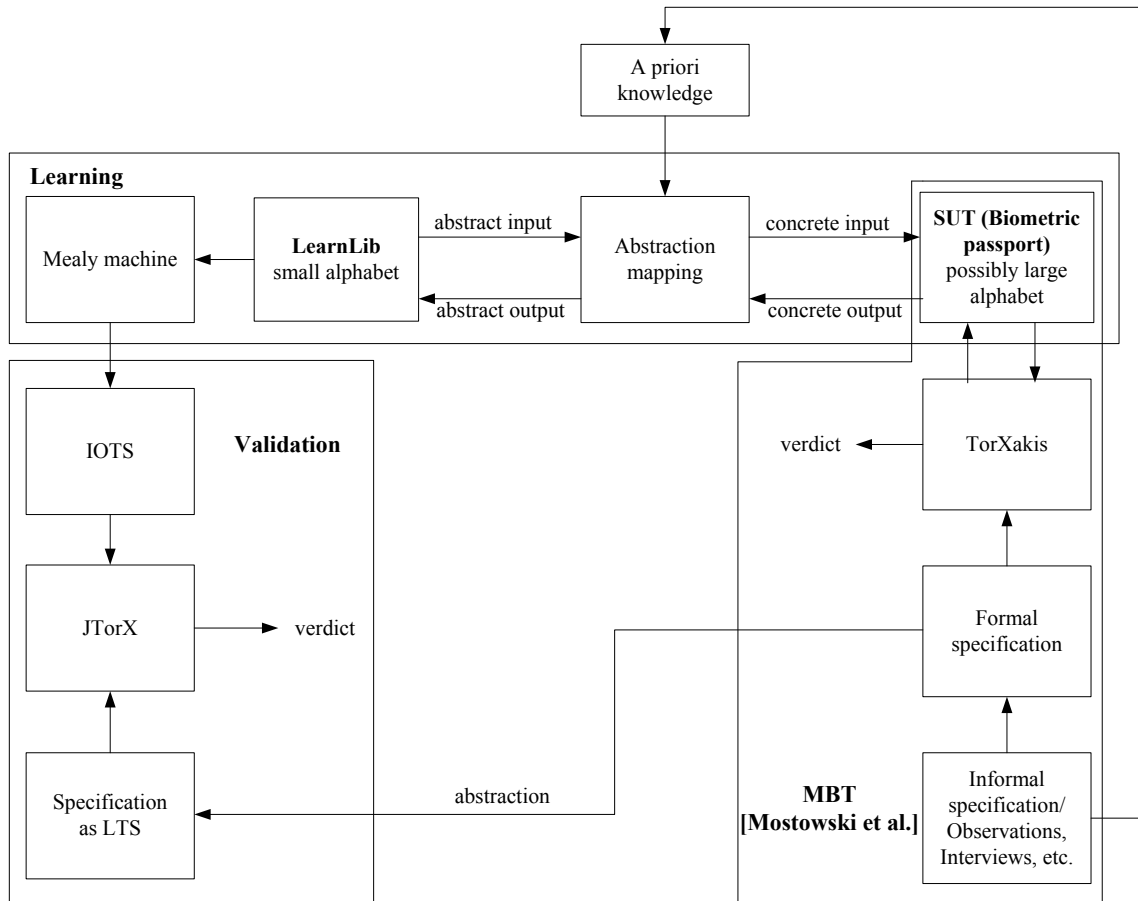 A priori
knowledge
Learning
Mealy machine
LearnLib
small alphabet
abstract input
abstract output
Abstraction
mapping
concrete input
concrete output
SUT (Biometric
passport)
possibly large
alphabet
IOTS
Validation
verdict
TorXakis
JTorX
verdict
Formal
specification
Specification
as LTS
abstraction
MBT
[Mostowski et al.]
Informal
specification/
Observations,
Interviews, etc.